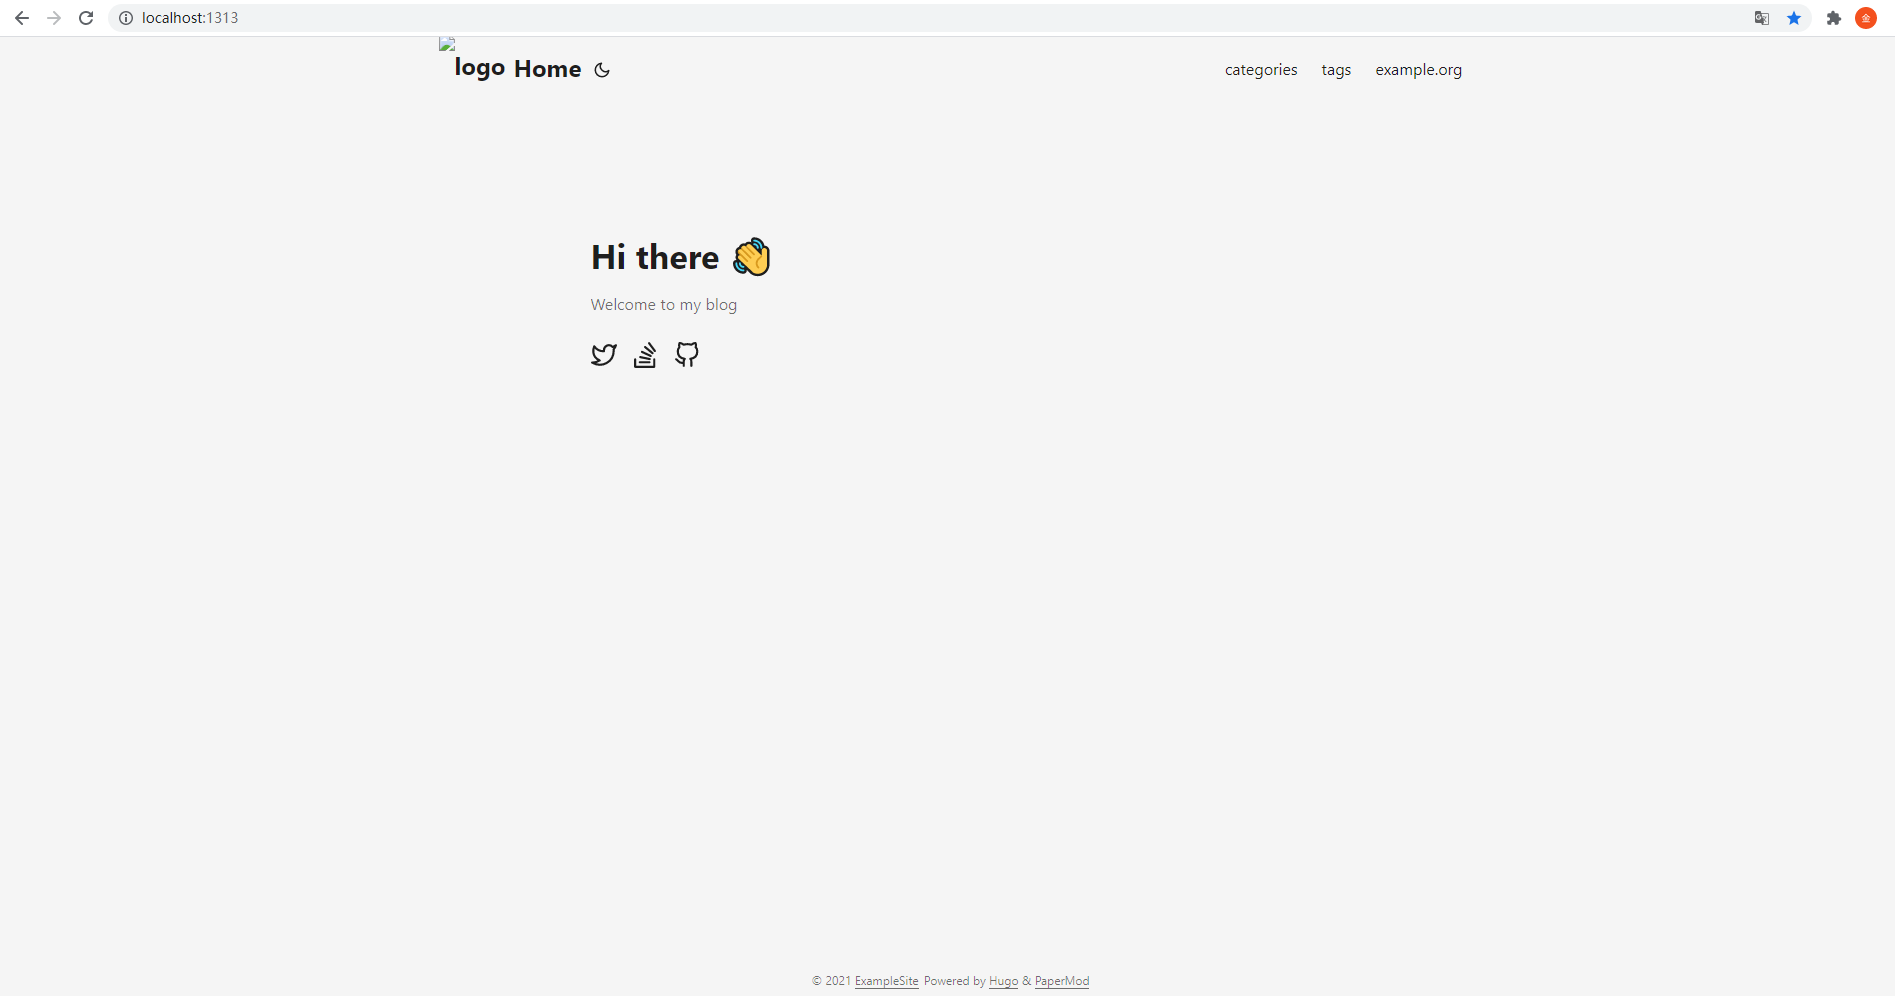 localhost:1313
金
logo Home categories tags example.org
Hi there 👋
Welcome to my blog
© 2021 ExampleSite Powered by Hugo & PaperMod